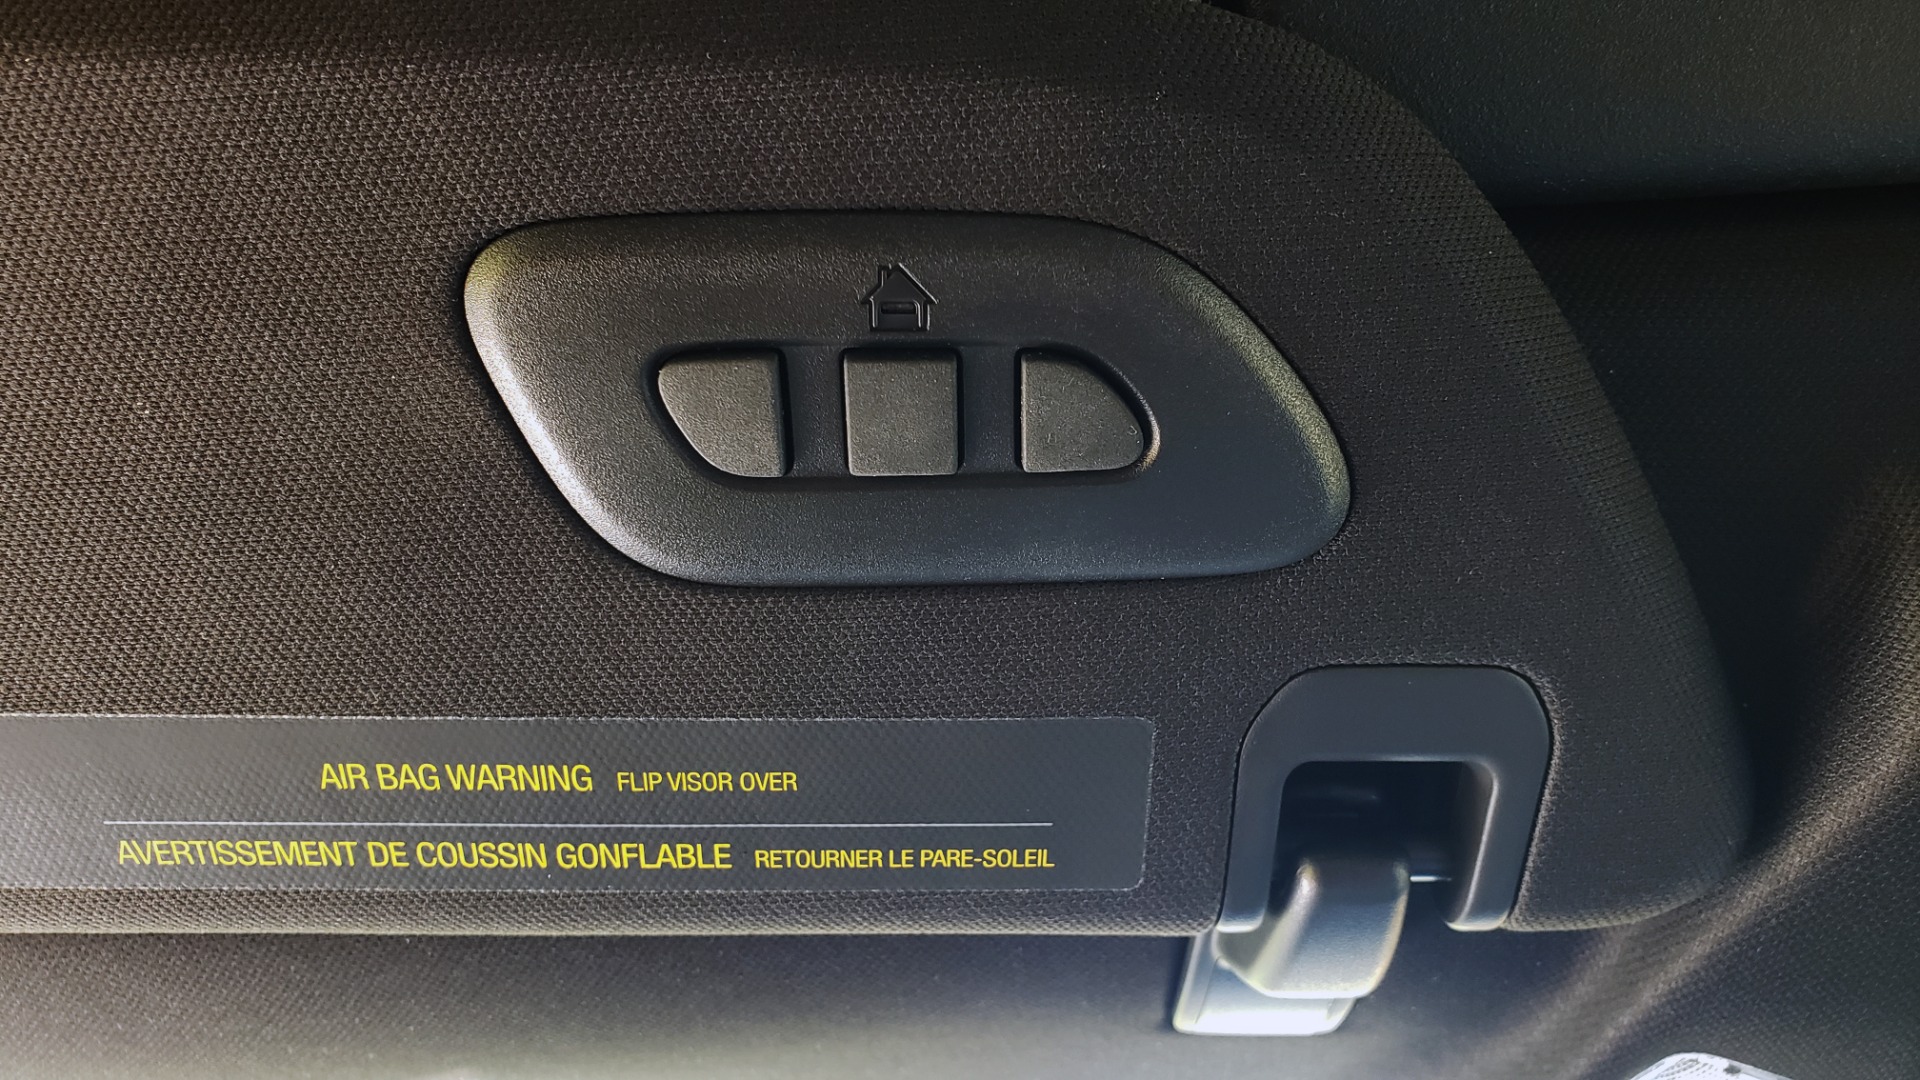 AIR BAG WARNING FLIP VISOR OVER
AVERTISSEMENT DE COUSSIN GONFLABLE RETOURNER LE PARE-SOLEIL